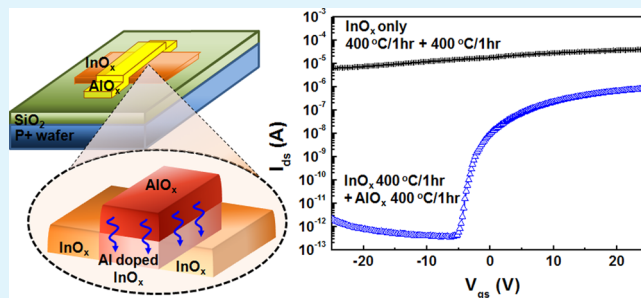 InOₓ
AlOₓ
SiO₂
P+ wafer
AlOₓ
InOₓ
Al doped
InOₓ
InOₓ
10⁻³
10⁻⁴
10⁻⁵
10⁻⁶
10⁻⁷
10⁻⁸
10⁻⁹
10⁻¹⁰
10⁻¹¹
10⁻¹²
10⁻¹³
I_ds (A)
InOₓ only
400 °C/1hr + 400 °C/1hr
InOₓ 400 °C/1hr
+ AlOₓ 400 °C/1hr
-20 -10 0 10 20
V_gs (V)